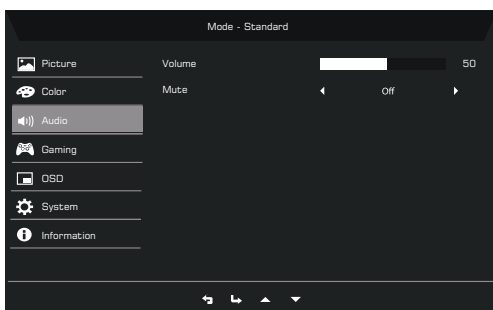 Mode - Standard
Picture
Volume 50
Color
Mute Off
Audio
Gaming
OSD
System
Information